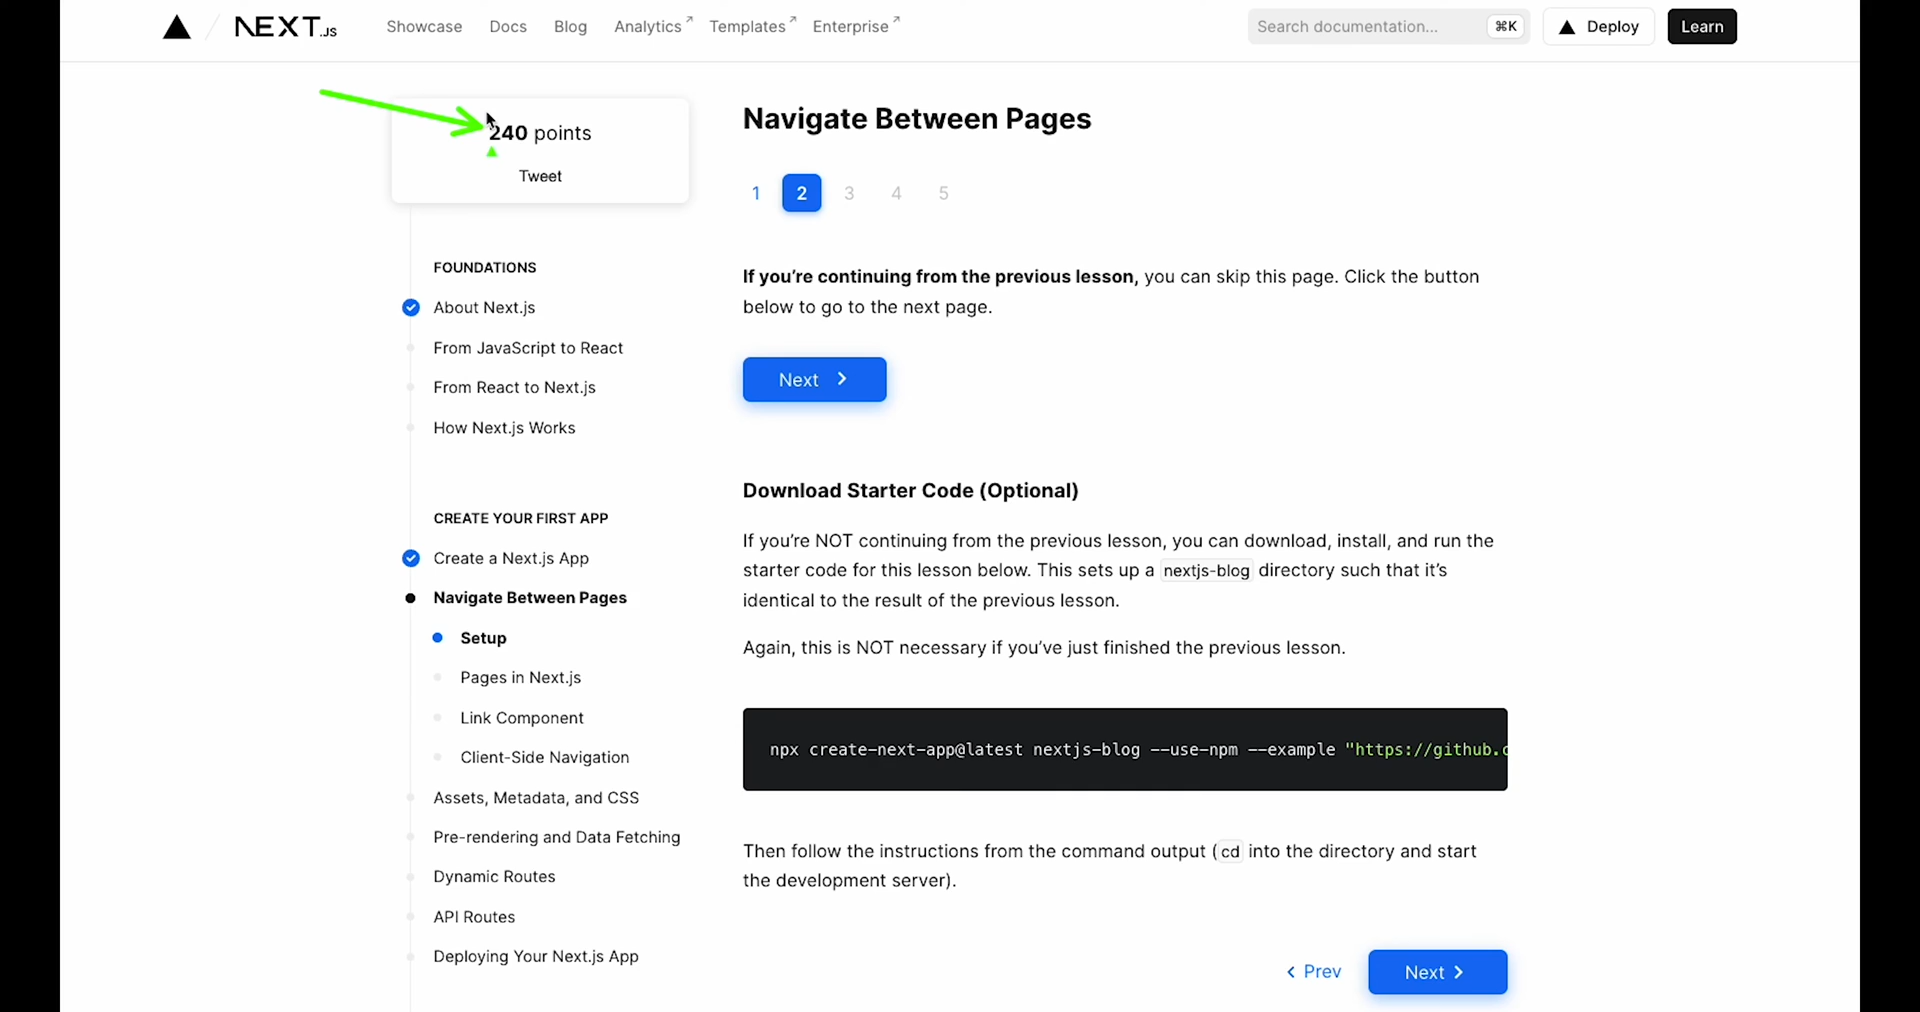 NEXT.JS
Showcase
Docs
Blog
Analytics
Templates
Enterprise
Search documentation...
⌘K
Deploy
Learn
240 points
Tweet
FOUNDATIONS
About Next.js
From JavaScript to React
From React to Next.js
How Next.js Works
CREATE YOUR FIRST APP
Create a Next.js App
Navigate Between Pages
Setup
Pages in Next.js
Link Component
Client-Side Navigation
Assets, Metadata, and CSS
Pre-rendering and Data Fetching
Dynamic Routes
API Routes
Deploying Your Next.js App
Navigate Between Pages
1 2 3 4 5
If you’re continuing from the previous lesson, you can skip this page. Click the button
below to go to the next page.
Next
Download Starter Code (Optional)
If you’re NOT continuing from the previous lesson, you can download, install, and run the
starter code for this lesson below. This sets up a nextjs-blog directory such that it’s
identical to the result of the previous lesson.
Again, this is NOT necessary if you’ve just finished the previous lesson.
npx create-next-app@latest nextjs-blog --use-npm --example "https://github.c
Then follow the instructions from the command output (cd into the directory and start
the development server).
Prev
Next